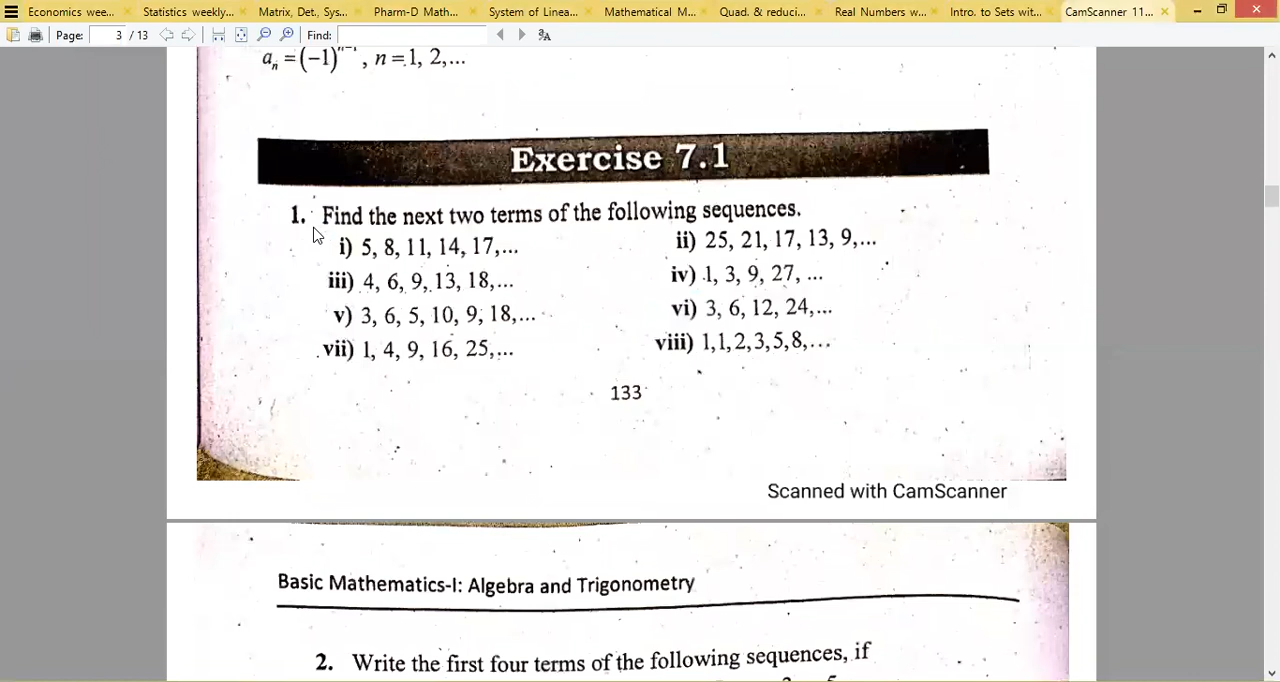 Economics wee... Statistics weekly... Matrix, Det., Sys... Pharm-D Math... System of Linea... Mathematical M... Quad. & reduci... Real Numbers w... Intro. to Sets wit... CamScanner 11...
Page: 3 / 13 Find:
aₙ = (−1)ⁿ⁻¹, n = 1, 2,...
Exercise 7.1
1. Find the next two terms of the following sequences.
i) 5, 8, 11, 14, 17,... ii) 25, 21, 17, 13, 9,...
iii) 4, 6, 9, 13, 18,... iv) 1, 3, 9, 27, ...
v) 3, 6, 5, 10, 9, 18,... vi) 3, 6, 12, 24,...
vii) 1, 4, 9, 16, 25,... viii) 1,1,2,3,5,8,...
133
Scanned with CamScanner
Basic Mathematics-I: Algebra and Trigonometry
2. Write the first four terms of the following sequences, if